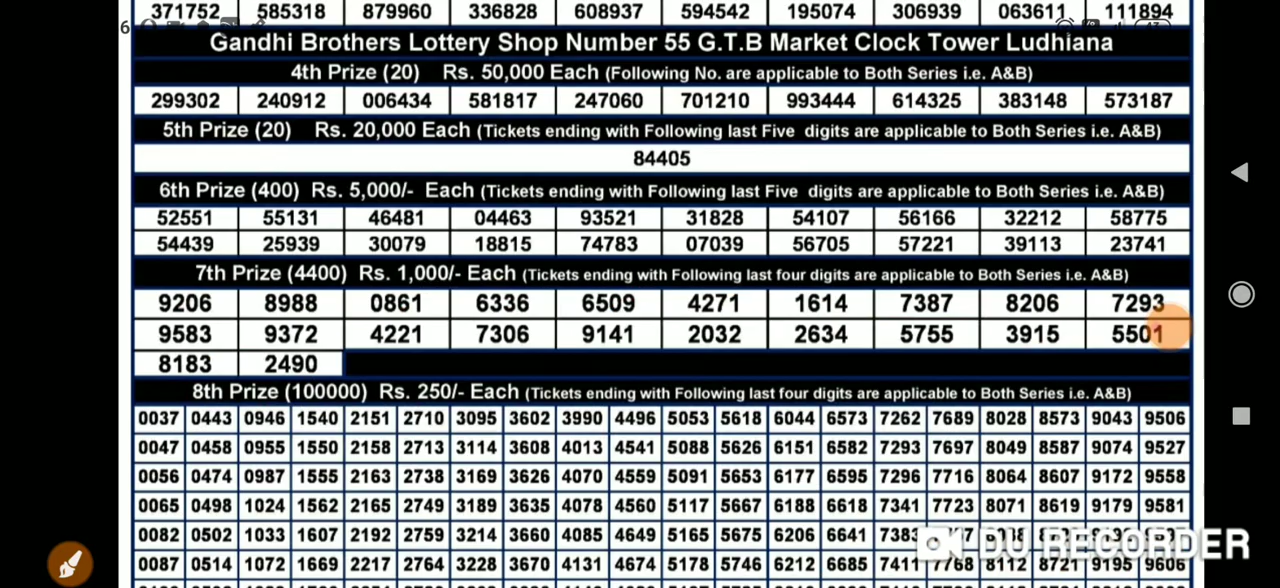 371752 585318 879960 336828 608937 594542 195074 306939 063611 111894
Gandhi Brothers Lottery Shop Number 55 G.T.B Market Clock Tower Ludhiana
4th Prize (20) Rs. 50,000 Each (Following No. are applicable to Both Series i.e. A&B)
299302 240912 006434 581817 247060 701210 993444 614325 383148 573187
5th Prize (20) Rs. 20,000 Each (Tickets ending with Following last Five digits are applicable to Both Series i.e. A&B)
84405
6th Prize (400) Rs. 5,000/- Each (Tickets ending with Following last Five digits are applicable to Both Series i.e. A&B)
52551 55131 46481 04463 93521 31828 54107 56166 32212 58775
54439 25939 30079 18815 74783 07039 56705 57221 39113 23741
7th Prize (4400) Rs. 1,000/- Each (Tickets ending with Following last four digits are applicable to Both Series i.e. A&B)
9206 8988 0861 6336 6509 4271 1614 7387 8206 7293
9583 9372 4221 7306 9141 2032 2634 5755 3915 5501
8183 2490
8th Prize (100000) Rs. 250/- Each (Tickets ending with Following last four digits are applicable to Both Series i.e. A&B)
0037 0443 0946 1540 2151 2710 3095 3602 3990 4496 5053 5618 6044 6573 7262 7689 8028 8573 9043 9506
0047 0458 0955 1550 2158 2713 3114 3608 4013 4541 5088 5626 6151 6582 7293 7697 8049 8587 9074 9527
0056 0474 0987 1555 2163 2738 3169 3626 4070 4559 5091 5653 6177 6595 7296 7716 8064 8607 9172 9558
0065 0498 1024 1562 2165 2749 3189 3635 4078 4560 5117 5667 6188 6618 7341 7723 8071 8619 9179 9581
0082 0502 1033 1607 2192 2759 3214 3660 4085 4649 5165 5675 6206 6641 7383
DU RECORDER
0087 0514 1072 1669 2217 2764 3228 3670 4131 4674 5178 5746 6212 6685 7411 7768 8112 8721 9195 9606